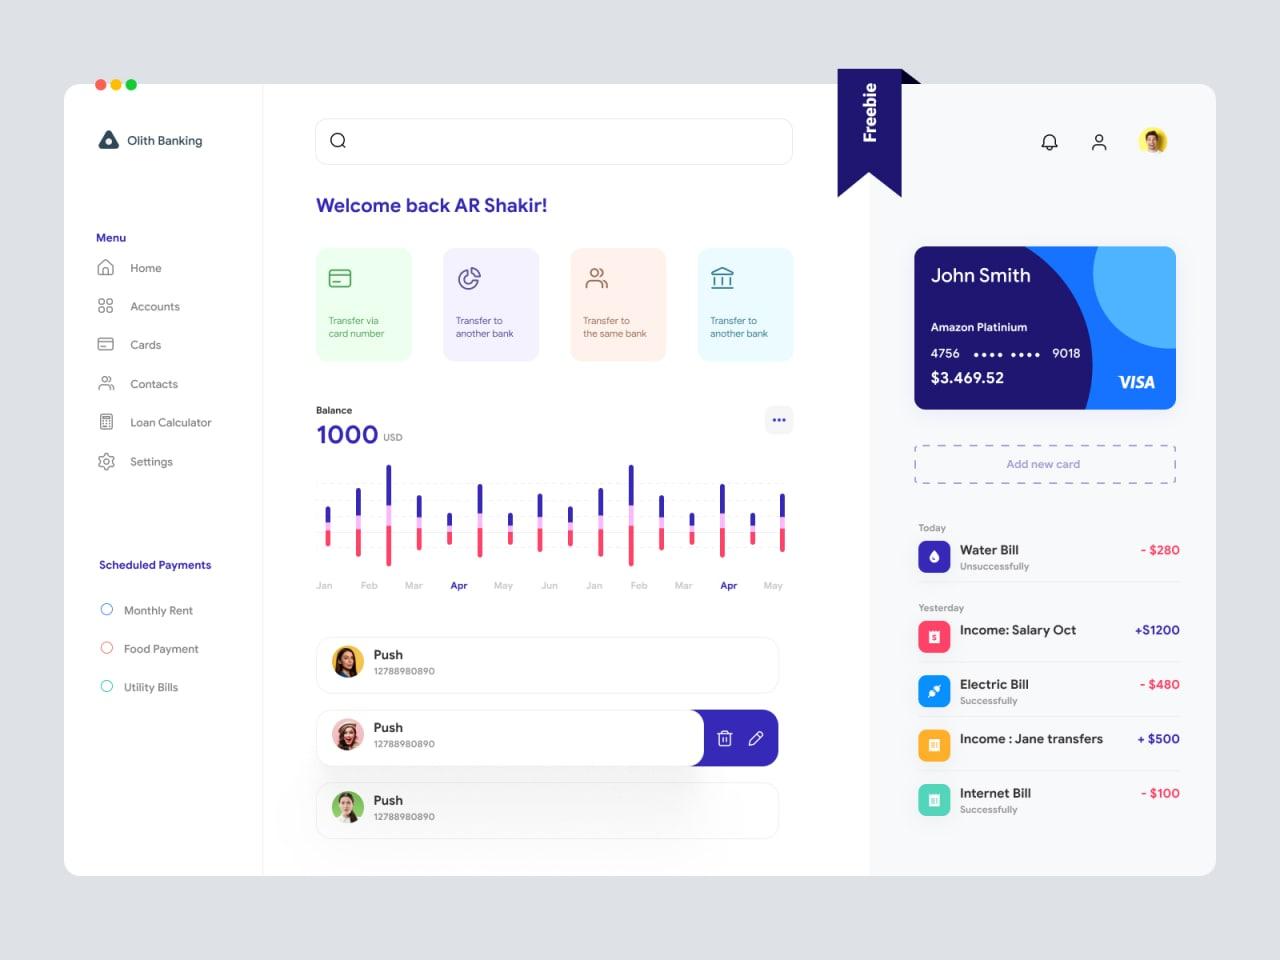 Freebie
Olith Banking
Menu
Home
Accounts
Cards
Contacts
Loan Calculator
Settings
Scheduled Payments
Monthly Rent
Food Payment
Utility Bills
Welcome back AR Shakir!
Transfer via
card number
Transfer to
another bank
Transfer to
the same bank
Transfer to
another bank
Balance
1000 USD
Jan Feb Mar Apr May Jun Jan Feb Mar Apr May
Push
12788980890
Push
12788980890
Push
12788980890
John Smith
Amazon Platinium
4756 •••• •••• 9018
$3.469.52
VISA
Add new card
Today
Water Bill - $280
Unsuccessfully
Yesterday
Income: Salary Oct +S1200
Electric Bill - $480
Successfully
Income : Jane transfers + $500
Internet Bill - $100
Successfully